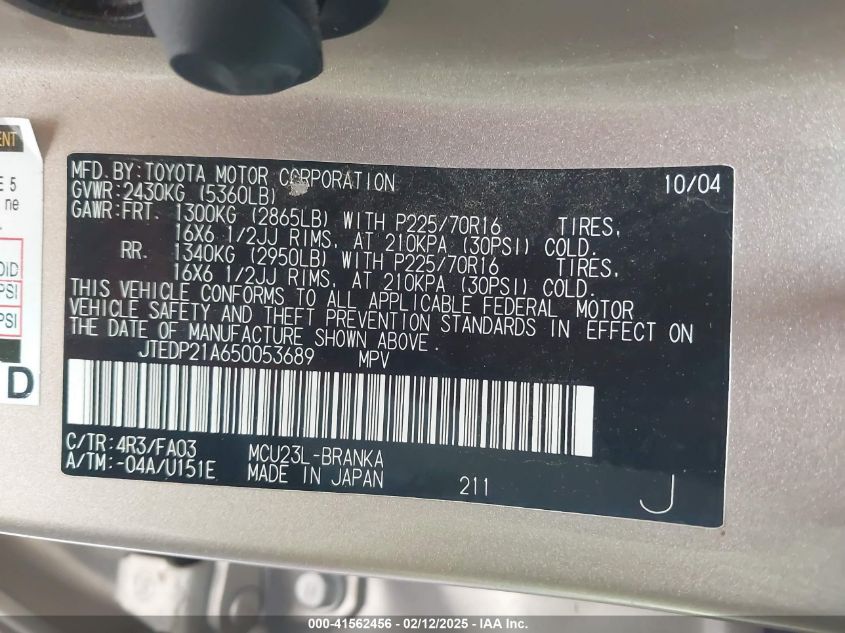 MFD. BY: TOYOTA MOTOR CORPORATION 10/04
GVWR: 2430KG (5360LB)
GAWR: FRT. 1300KG (2865LB) WITH P225/70R16 TIRES,
16X6 1/2JJ RIMS, AT 210KPA (30PSI) COLD.
RR. 1340KG (2950LB) WITH P225/70R16 TIRES,
16X6 1/2JJ RIMS, AT 210KPA (30PSI) COLD.
THIS VEHICLE CONFORMS TO ALL APPLICABLE FEDERAL MOTOR
VEHICLE SAFETY AND THEFT PREVENTION STANDARDS IN EFFECT ON
THE DATE OF MANUFACTURE SHOWN ABOVE.
JTEDP21A650053689 MPV
C/TR: 4R3/FA03 MCU23L-BRANKA
A/TM: -04A/U151E MADE IN JAPAN 211
J
E 5
ne
PSI
PSI
D
000-41562456 - 02/12/2025 - IAA Inc.